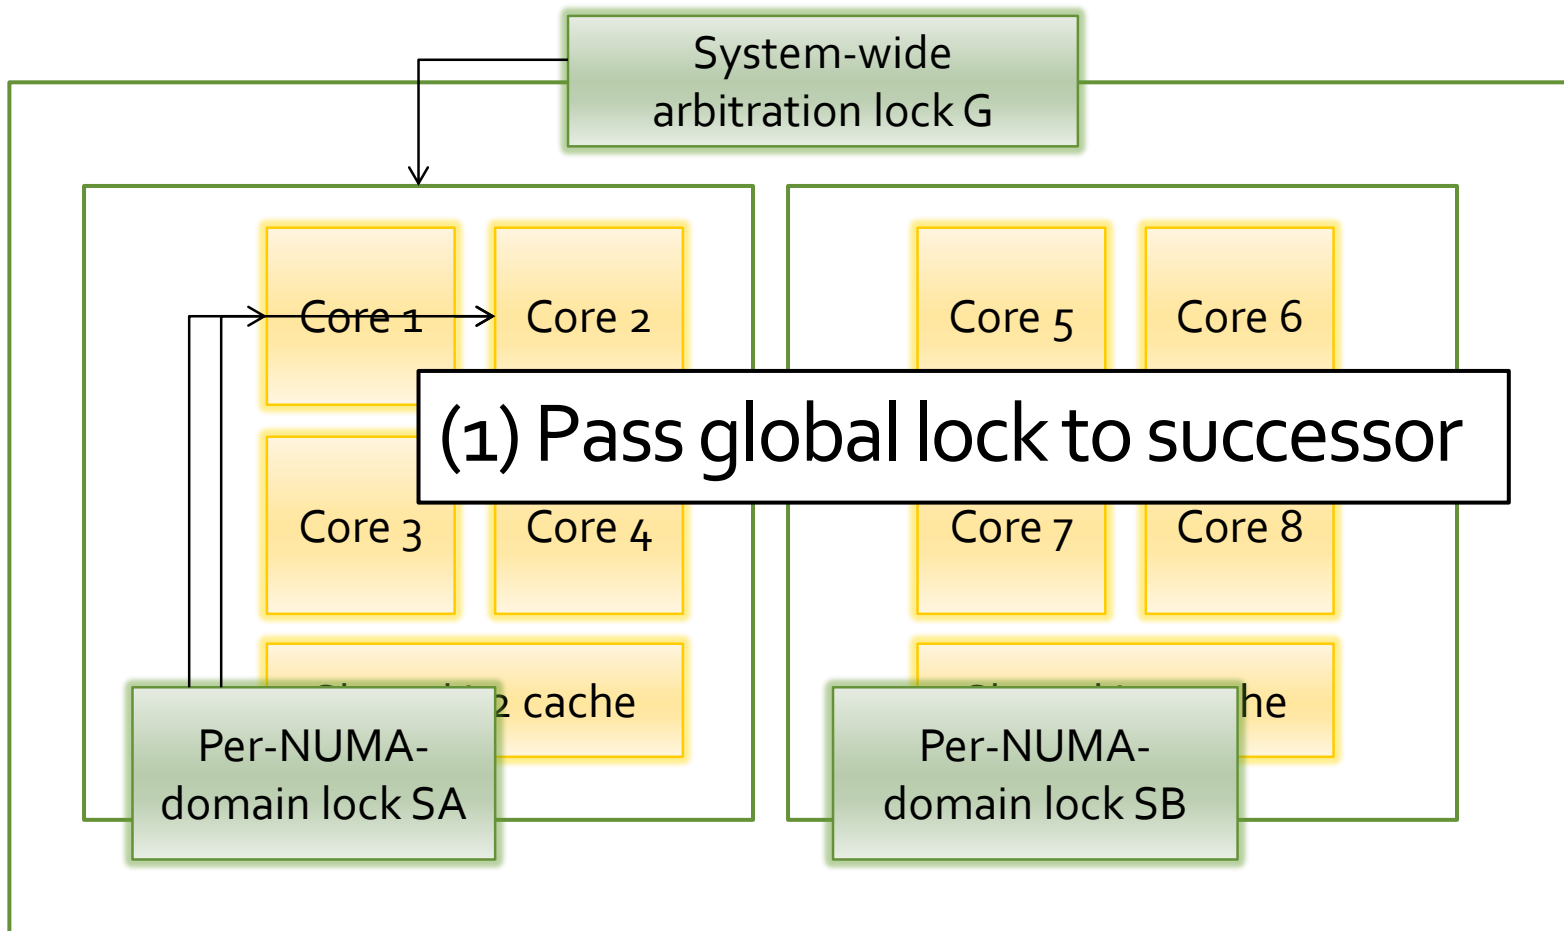 System-wide
arbitration lock G
Core 1
Core 2
Core 5
Core 6
(1) Pass global lock to successor
Core 3
Core 4
Core 7
Core 8
2 cache
he
Per-NUMA-
domain lock SA
Per-NUMA-
domain lock SB